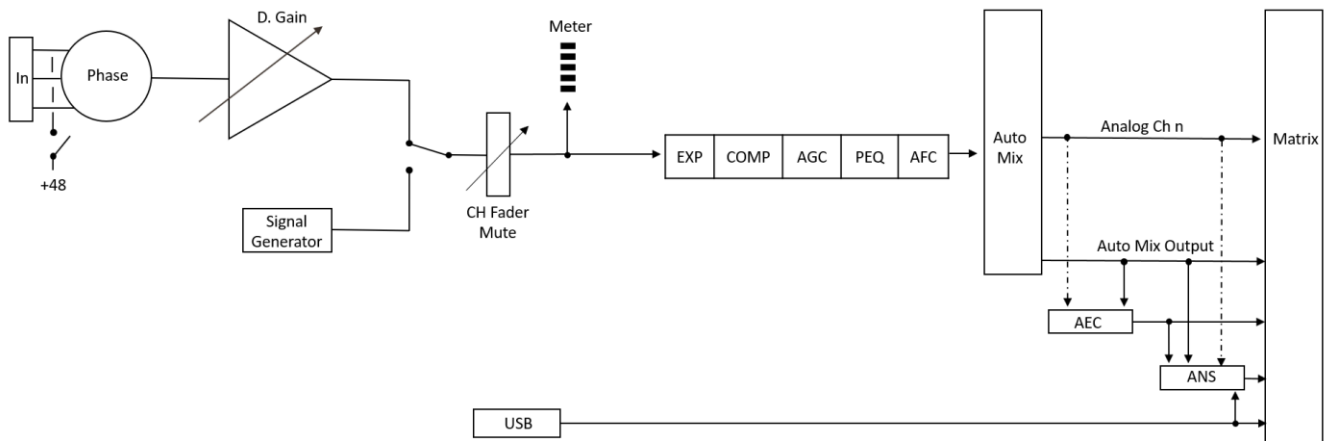 D. Gain
Meter
In
Phase
+48
Signal
Generator
CH Fader
Mute
EXP
COMP
AGC
PEQ
AFC
Auto
Mix
Analog Ch n
Matrix
Auto Mix Output
AEC
ANS
USB